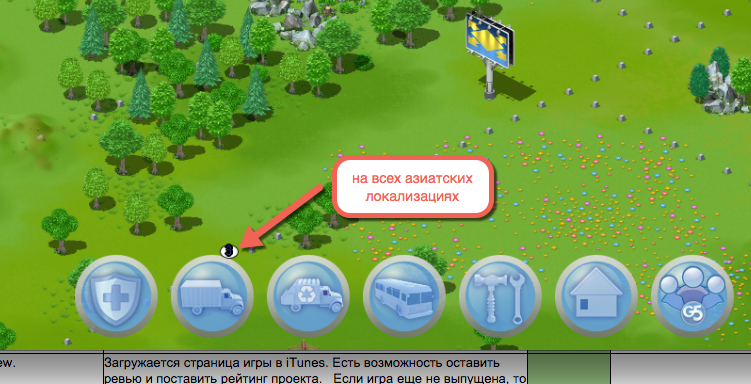 на всех азиатских
локализациях
G5
ew.
Загружается страница игры в iTunes. Есть возможность оставить
ревью и поставить рейтинг проекта. Если игра еще не выпущена, то